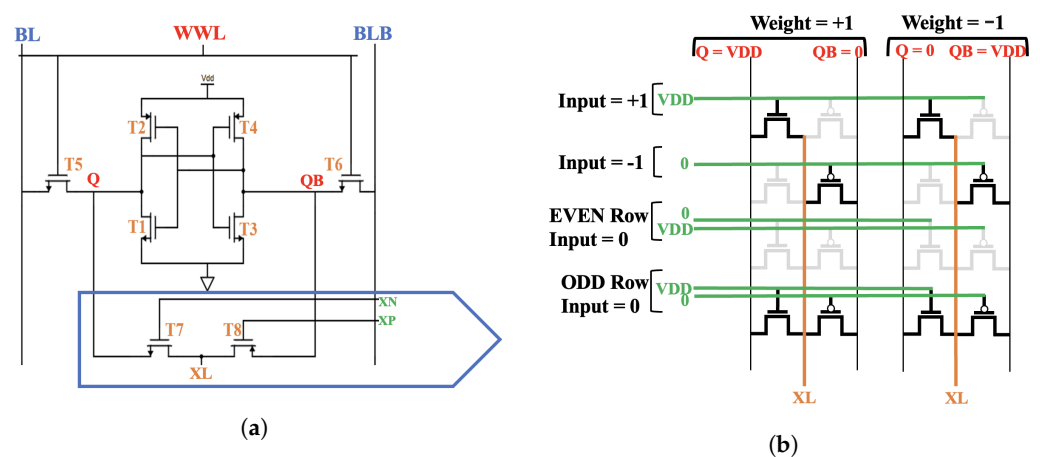 BL
WWL
BLB
Vdd
T2
T4
T5
T6
Q
QB
T1
T3
XN
XP
T7
T8
XL
(a)
Weight = +1
Weight = −1
Q = VDD
QB = 0
Q = 0
QB = VDD
Input = +1
VDD
Input = -1
0
EVEN Row
Input = 0
0
VDD
ODD Row
Input = 0
VDD
0
XL
XL
(b)